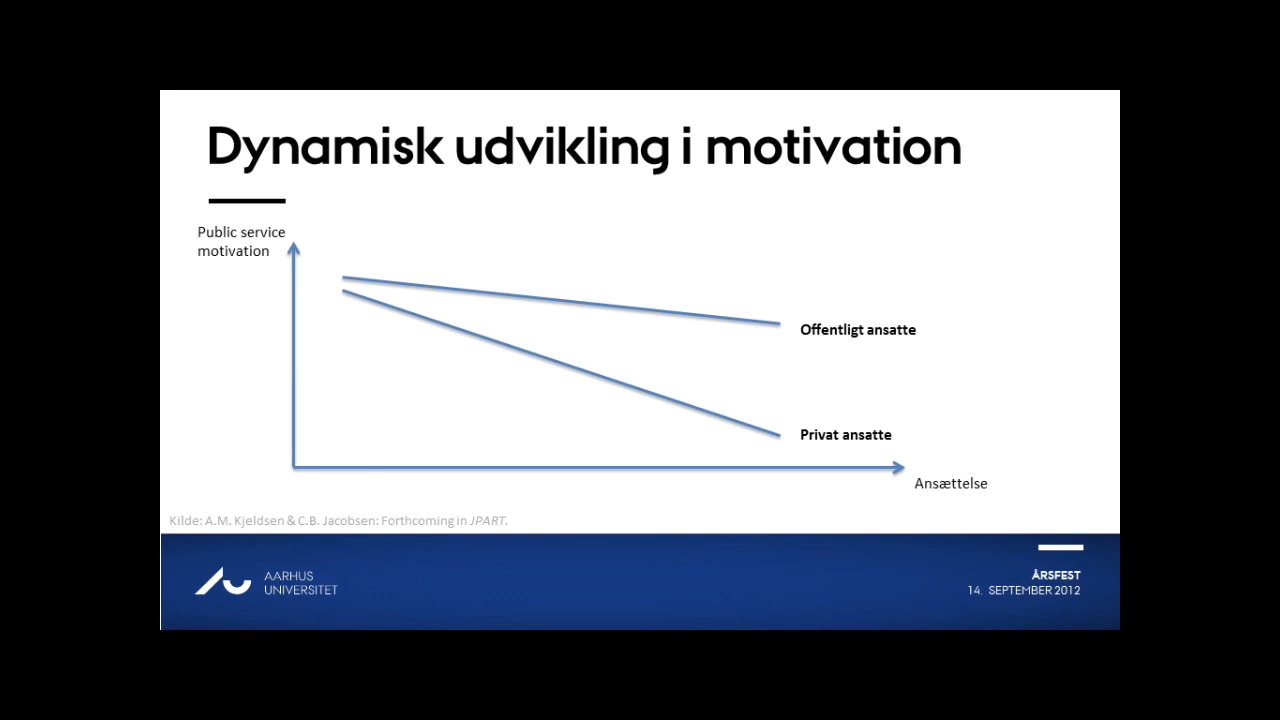 Dynamisk udvikling i motivation
Public service
motivation
Offentligt ansatte
Privat ansatte
Ansættelse
Kilde: A.M. Kjeldsen & C.B. Jacobsen: Forthcoming in JPART.
AARHUS
UNIVERSITET
ÅRSFEST
14. SEPTEMBER 2012